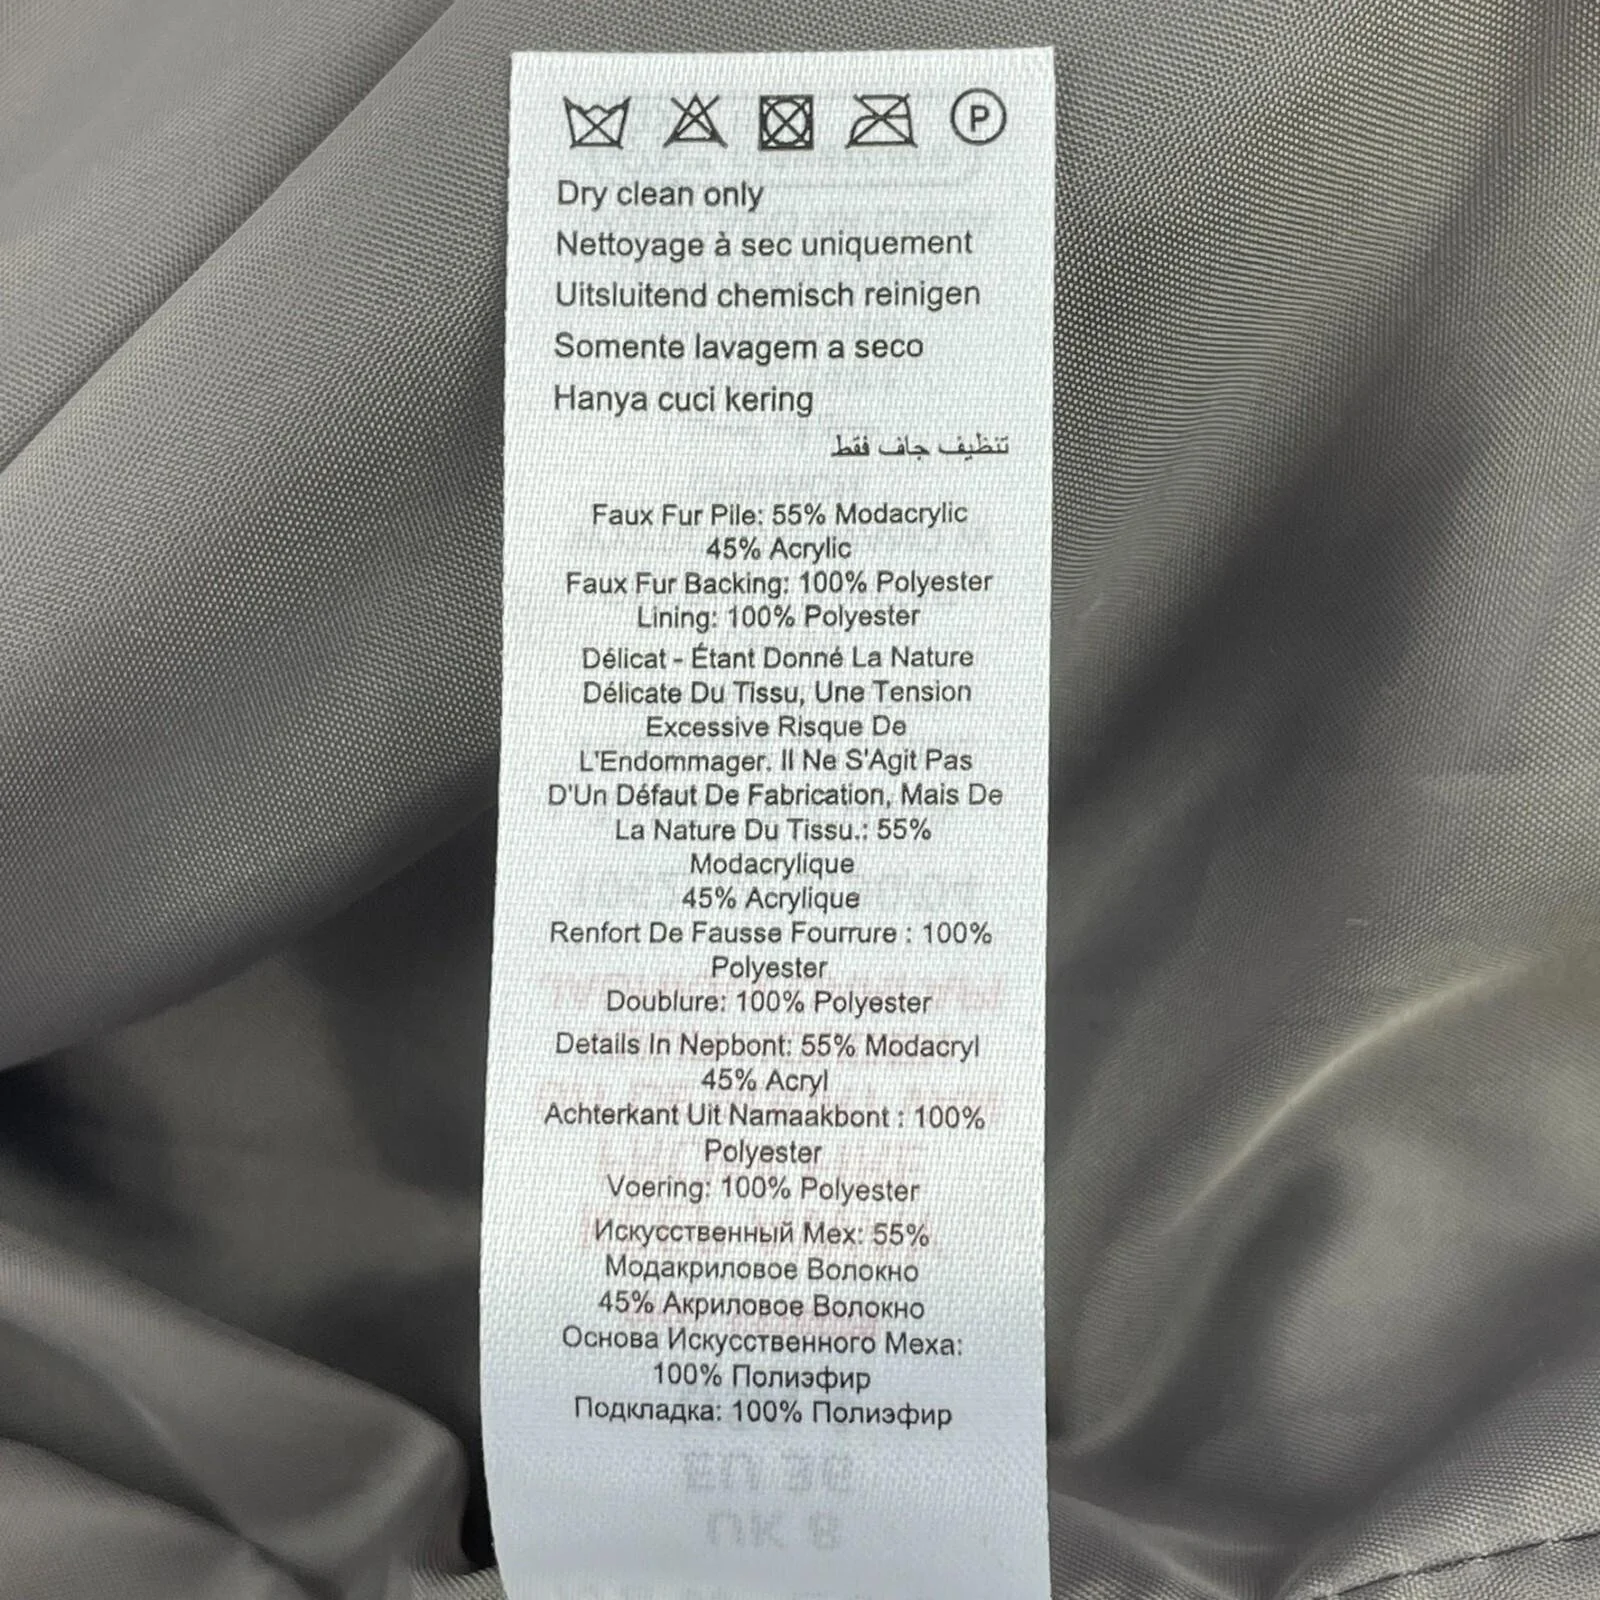 P
Dry clean only
Nettoyage à sec uniquement
Uitsluitend chemisch reinigen
Somente lavagem a seco
Hanya cuci kering
تنظيف جاف فقط
Faux Fur Pile: 55% Modacrylic
45% Acrylic
Faux Fur Backing: 100% Polyester
Lining: 100% Polyester
Délicat - Étant Donné La Nature
Délicate Du Tissu, Une Tension
Excessive Risque De
L'Endommager. Il Ne S'Agit Pas
D'Un Défaut De Fabrication, Mais De
La Nature Du Tissu.: 55%
Modacrylique
45% Acrylique
Renfort De Fausse Fourrure : 100%
Polyester
Doublure: 100% Polyester
Details In Nepbont: 55% Modacryl
45% Acryl
Achterkant Uit Namaakbont : 100%
Polyester
Voering: 100% Polyester
Искусственный Мех: 55%
Модакриловое Волокно
45% Акриловое Волокно
Основа Искусственного Меха:
100% Полиэфир
Подкладка: 100% Полиэфир